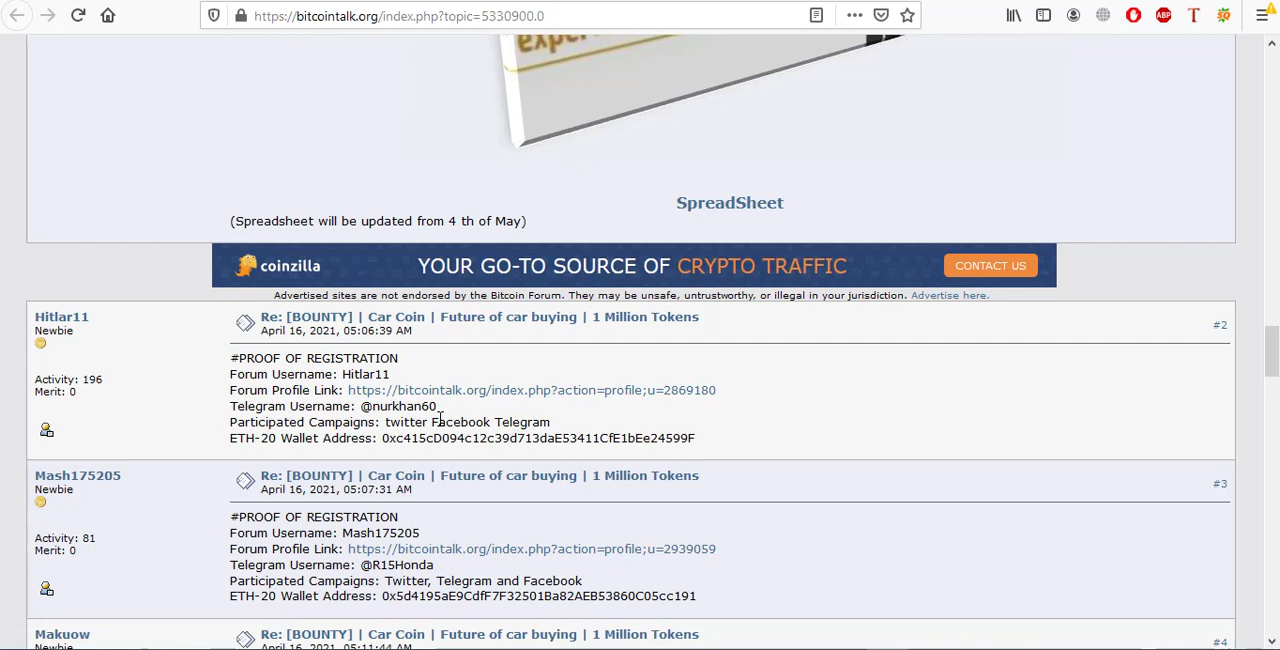 https://bitcointalk.org/index.php?topic=5330900.0
ABP
T
SpreadSheet
(Spreadsheet will be updated from 4 th of May)
coinzilla
YOUR GO-TO SOURCE OF CRYPTO TRAFFIC
CONTACT US
Advertised sites are not endorsed by the Bitcoin Forum. They may be unsafe, untrustworthy, or illegal in your jurisdiction. Advertise here.
Hitlar11
Newbie
Activity: 196
Merit: 0
Re: [BOUNTY] | Car Coin | Future of car buying | 1 Million Tokens
April 16, 2021, 05:06:39 AM
#2
#PROOF OF REGISTRATION
Forum Username: Hitlar11
Forum Profile Link: https://bitcointalk.org/index.php?action=profile;u=2869180
Telegram Username: @nurkhan60
Participated Campaigns: twitter Facebook Telegram
ETH-20 Wallet Address: 0xc415cD094c12c39d713daE53411CfE1bEe24599F
Mash175205
Newbie
Activity: 81
Merit: 0
Re: [BOUNTY] | Car Coin | Future of car buying | 1 Million Tokens
April 16, 2021, 05:07:31 AM
#3
#PROOF OF REGISTRATION
Forum Username: Mash175205
Forum Profile Link: https://bitcointalk.org/index.php?action=profile;u=2939059
Telegram Username: @R15Honda
Participated Campaigns: Twitter, Telegram and Facebook
ETH-20 Wallet Address: 0x5d4195aE9CdfF7F32501Ba82AEB53860C05cc191
Makuow
Newbie
Re: [BOUNTY] | Car Coin | Future of car buying | 1 Million Tokens
April 16, 2021, 05:11:44 AM
#4